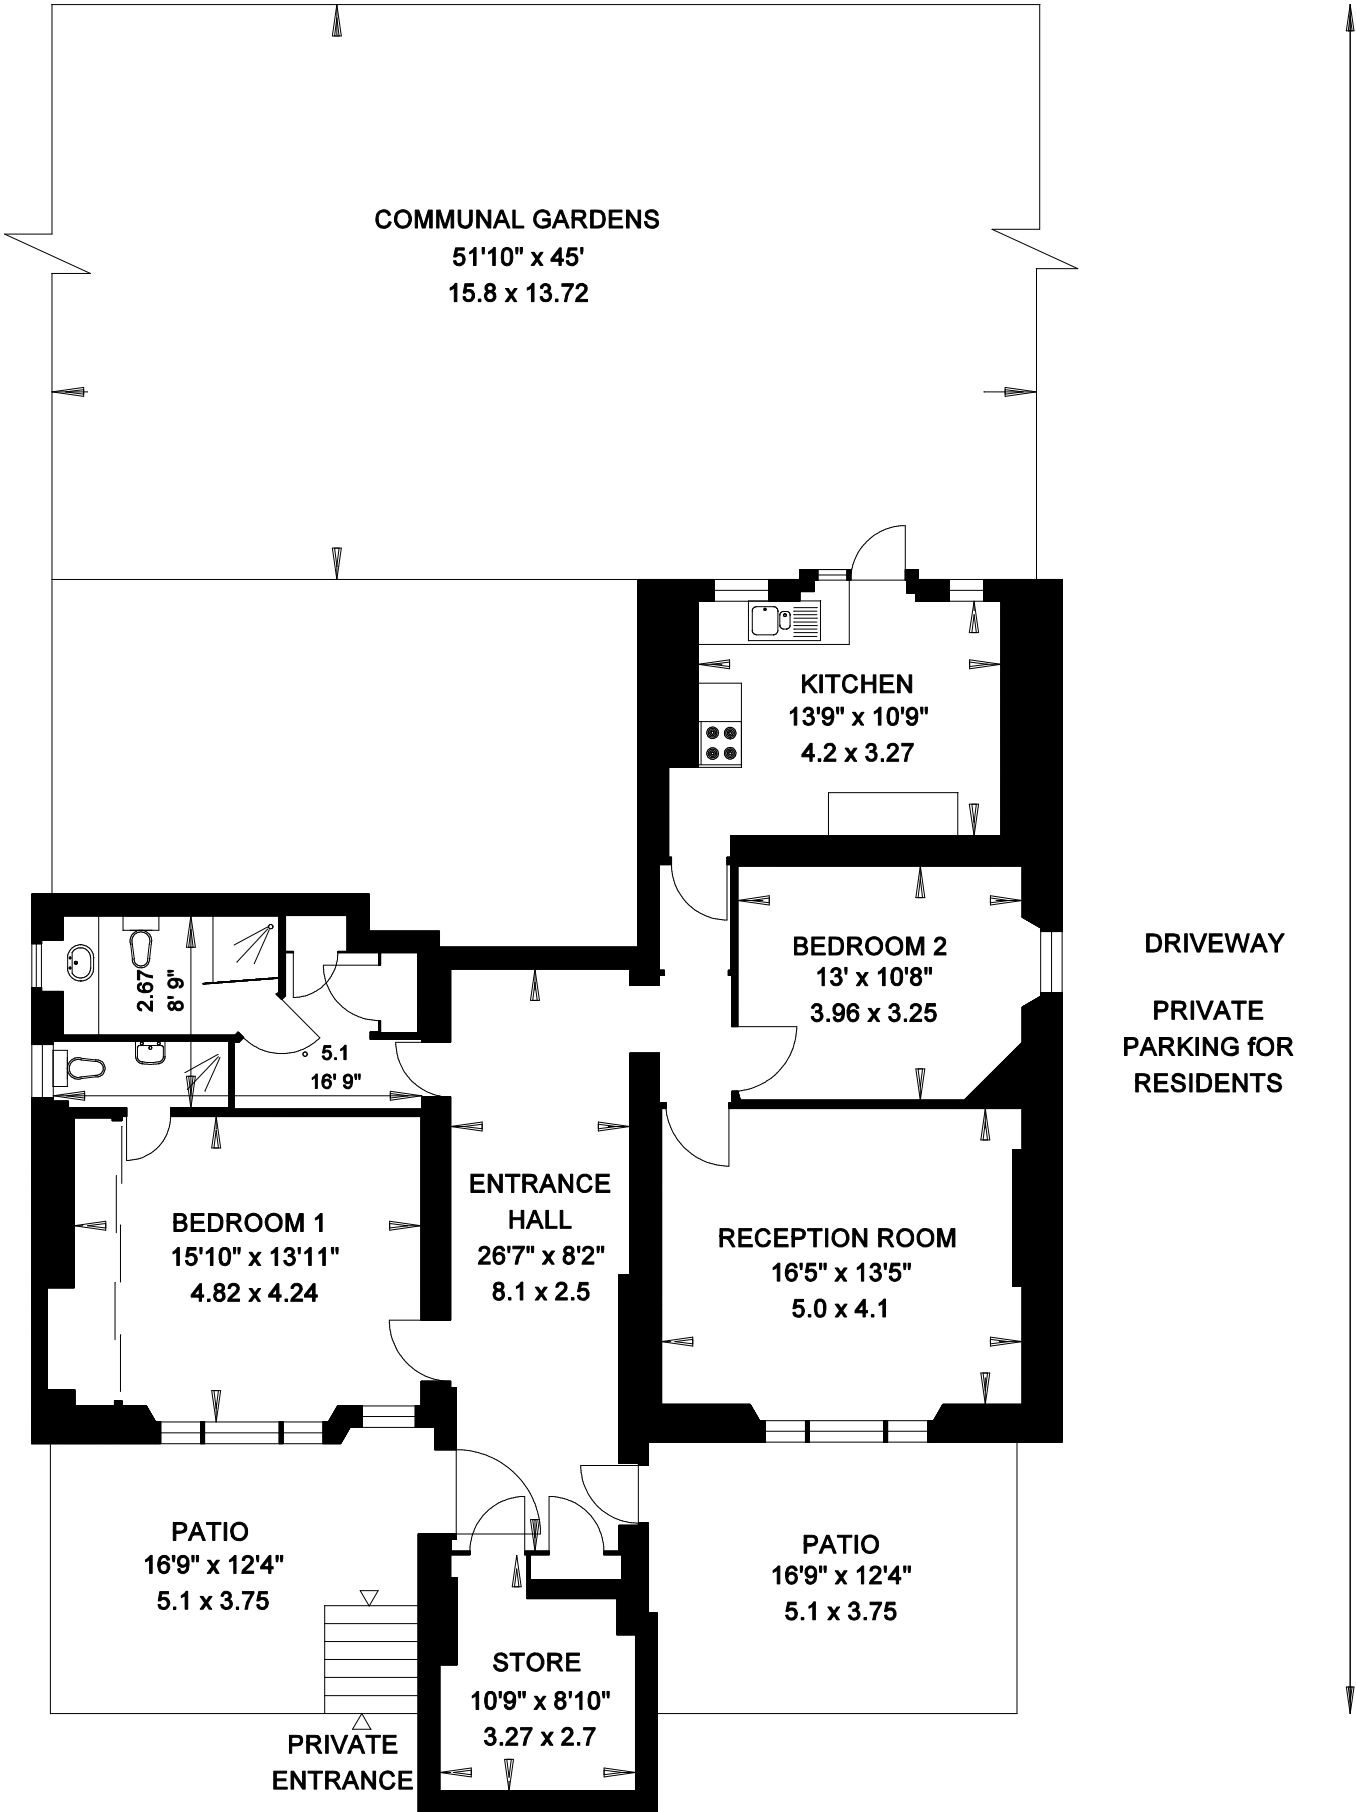 COMMUNAL GARDENS
51'10" x 45'
15.8 x 13.72
KITCHEN
13'9" x 10'9"
4.2 x 3.27
BEDROOM 2
13' x 10'8"
3.96 x 3.25
DRIVEWAY
PRIVATE
PARKING fOR
RESIDENTS
2.67
8' 9"
5.1
16' 9"
ENTRANCE
HALL
26'7" x 8'2"
8.1 x 2.5
BEDROOM 1
15'10" x 13'11"
4.82 x 4.24
RECEPTION ROOM
16'5" x 13'5"
5.0 x 4.1
PATIO
16'9" x 12'4"
5.1 x 3.75
PATIO
16'9" x 12'4"
5.1 x 3.75
STORE
10'9" x 8'10"
3.27 x 2.7
PRIVATE
ENTRANCE